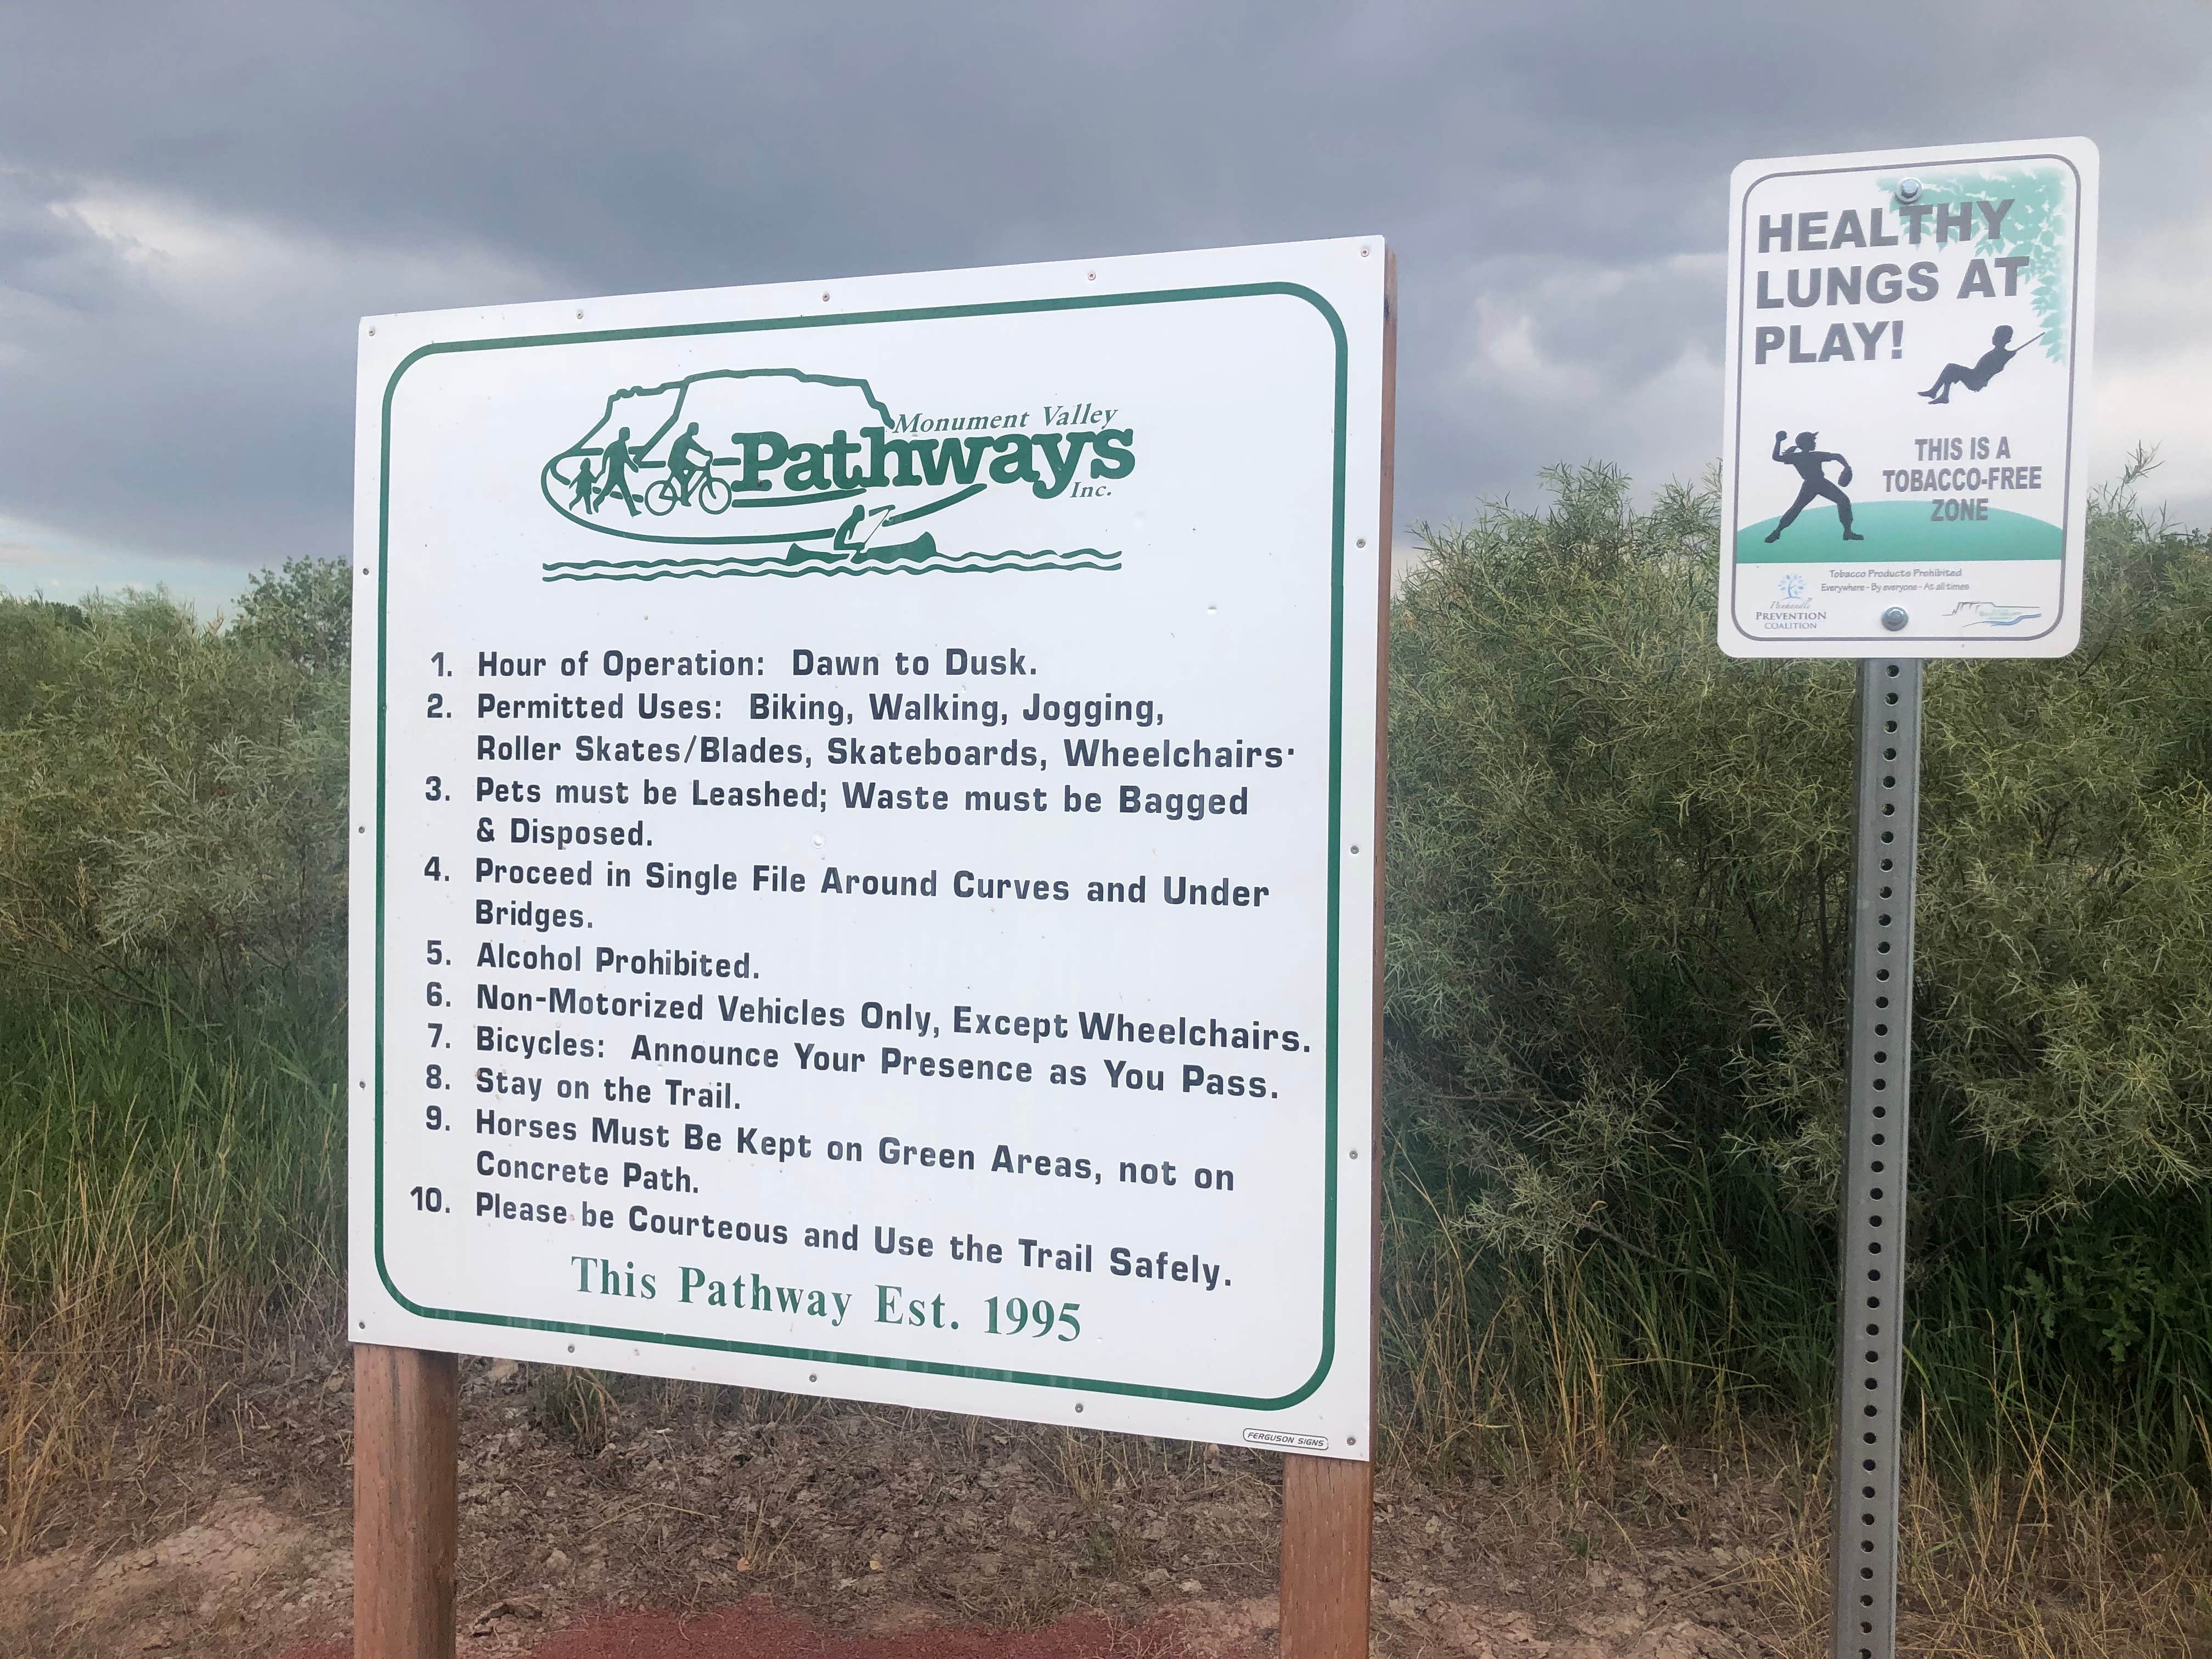 Monument Valley
Pathways
Inc.
1. Hour of Operation: Dawn to Dusk.
2. Permitted Uses: Biking, Walking, Jogging,
Roller Skates/Blades, Skateboards, Wheelchairs.
3. Pets must be Leashed; Waste must be Bagged
& Disposed.
4. Proceed in Single File Around Curves and Under
Bridges.
5. Alcohol Prohibited.
6. Non-Motorized Vehicles Only, Except Wheelchairs.
7. Bicycles: Announce Your Presence as You Pass.
8. Stay on the Trail.
9. Horses Must Be Kept on Green Areas, not on
Concrete Path.
10. Please be Courteous and Use the Trail Safely.
This Pathway Est. 1995
FERGUSON SIGNS
HEALTHY
LUNGS AT
PLAY!
THIS IS A
TOBACCO-FREE
ZONE
Tobacco Products Prohibited
Everywhere - By everyone - At all times
Panhandle
PREVENTION
COALITION